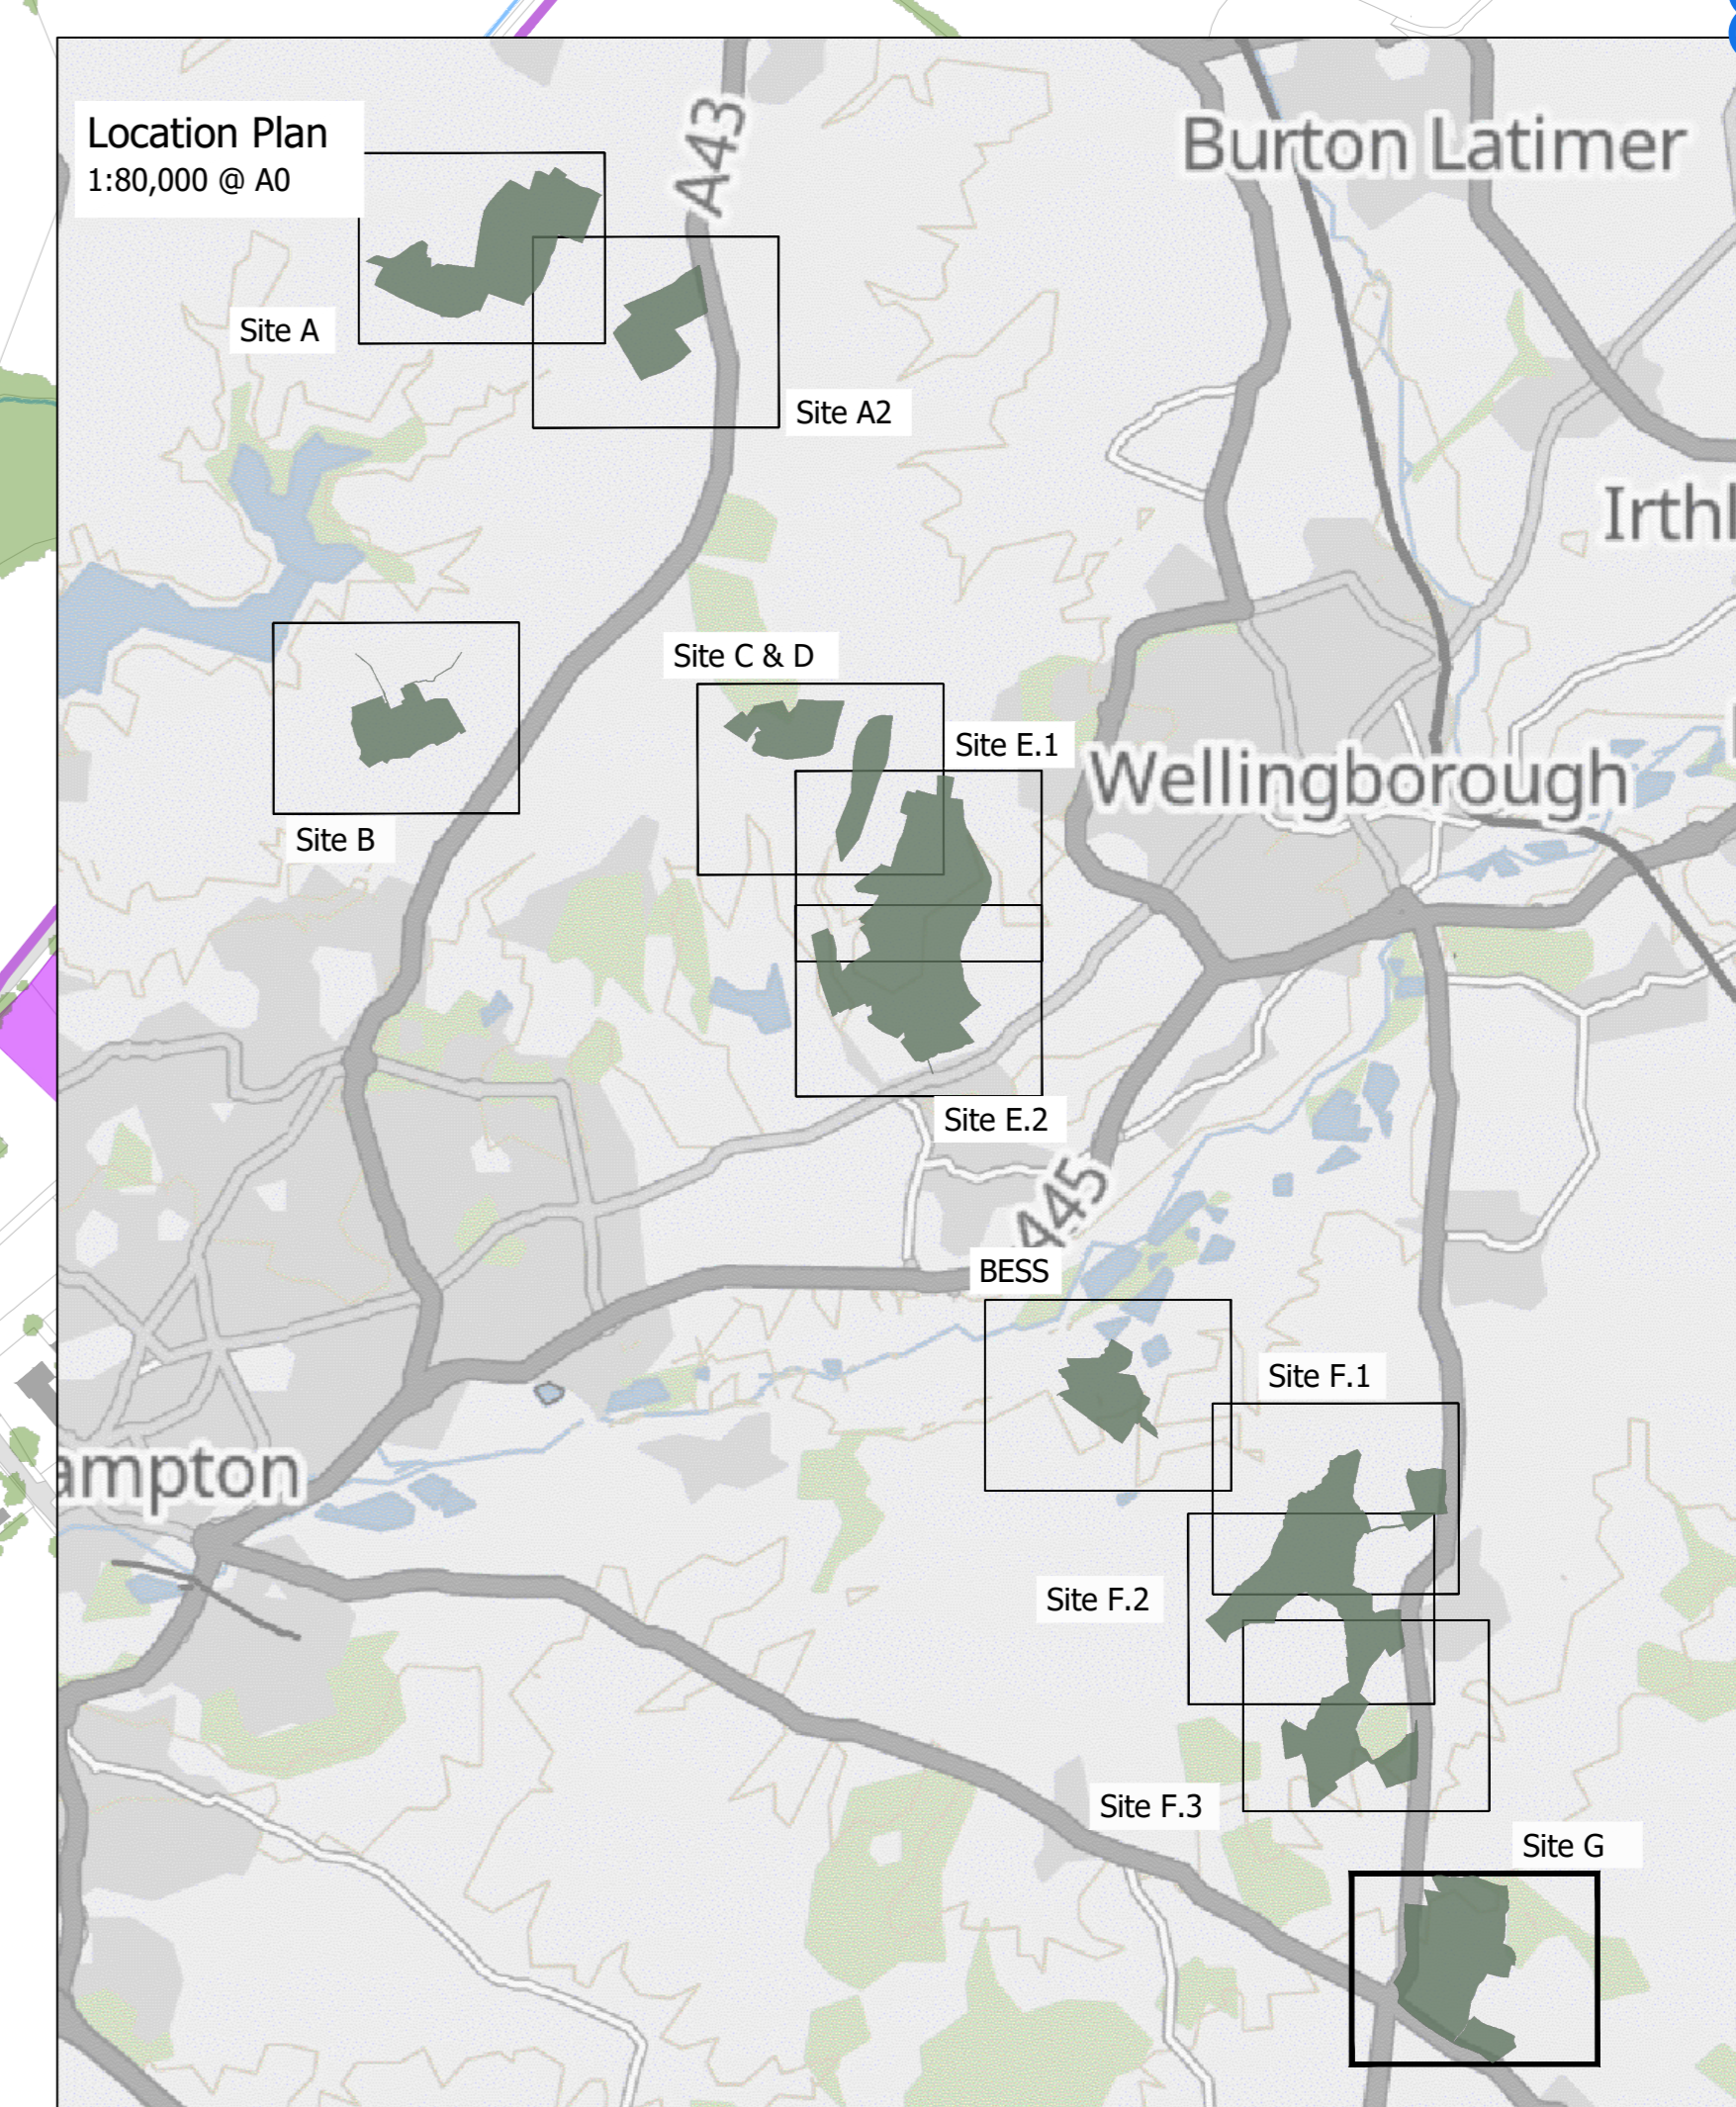 Location Plan
1:80,000 @ A0
A43
Burton Latimer
Site A
Site A2
Irthl
Site C & D
Site E.1
Wellingborough
Site B
Site E.2
A45
BESS
Site F.1
ampton
Site F.2
Site F.3
Site G